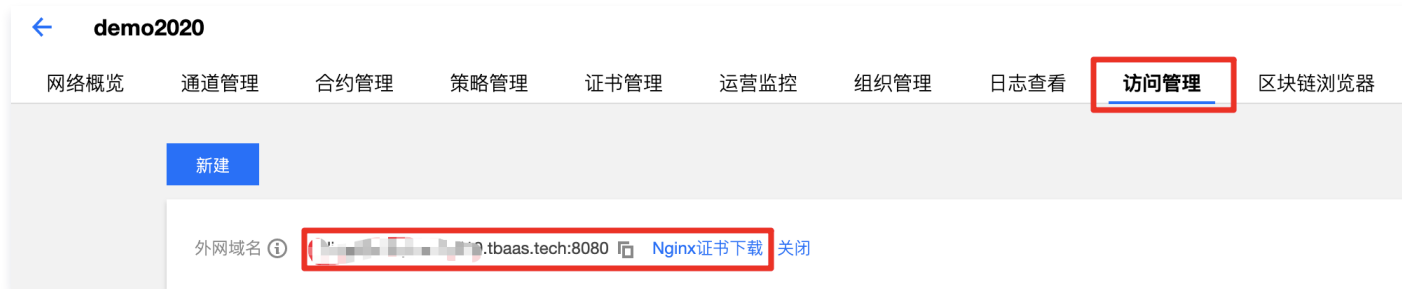 demo2020
网络概览 通道管理 合约管理 策略管理 证书管理 运营监控 组织管理 日志查看 访问管理 区块链浏览器
新建
外网域名 .tbaas.tech:8080 Nginx证书下载 关闭